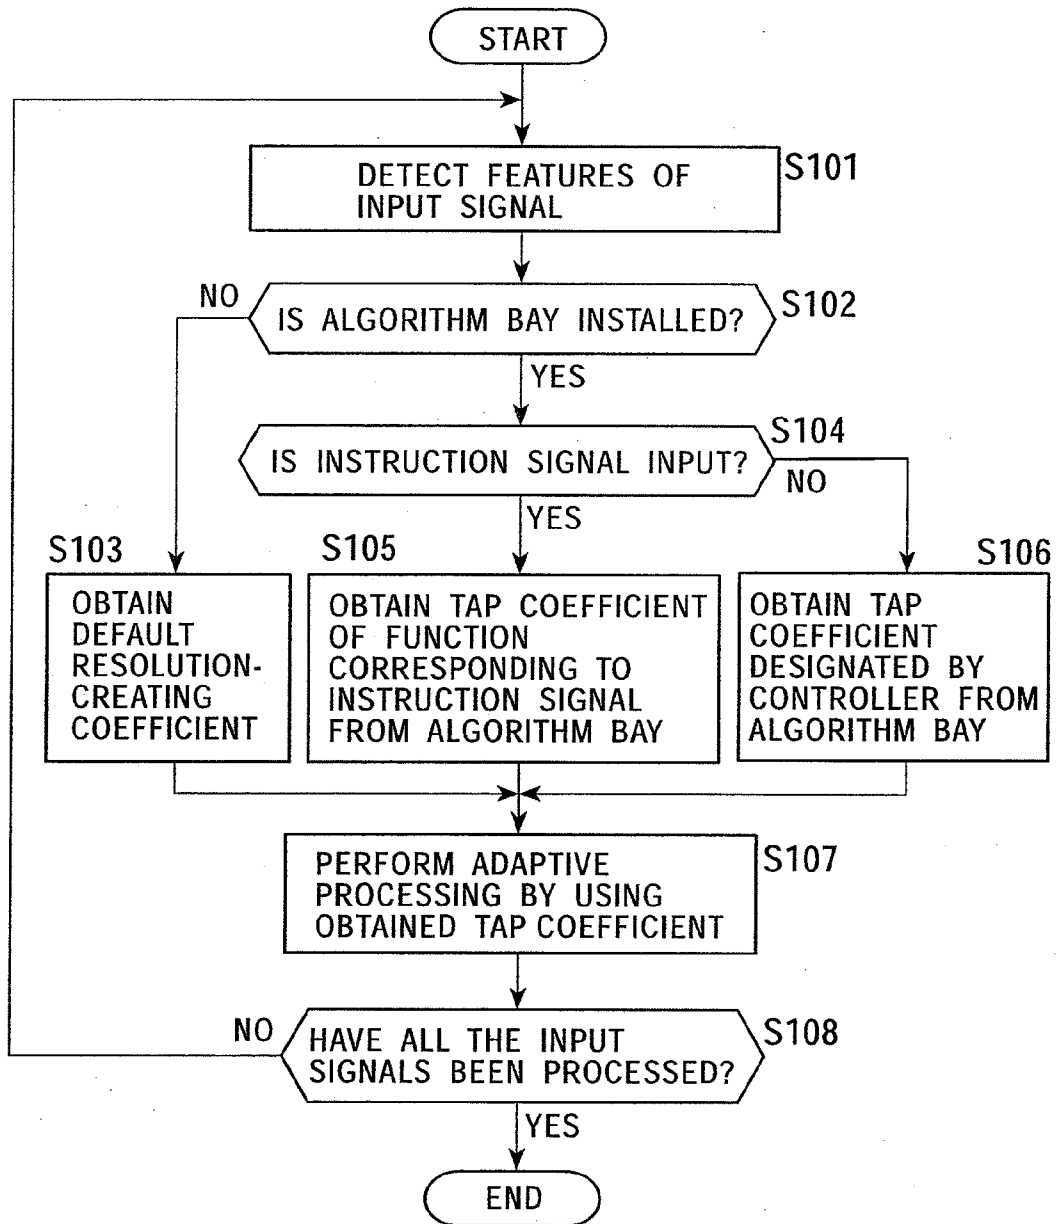 START
DETECT FEATURES OF
INPUT SIGNAL
S101
NO
IS ALGORITHM BAY INSTALLED?
S102
YES
S104
IS INSTRUCTION SIGNAL INPUT?
NO
YES
S103
OBTAIN
DEFAULT
RESOLUTION-
CREATING
COEFFICIENT
S105
OBTAIN TAP COEFFICIENT
OF FUNCTION
CORRESPONDING TO
INSTRUCTION SIGNAL
FROM ALGORITHM BAY
S106
OBTAIN TAP
COEFFICIENT
DESIGNATED BY
CONTROLLER FROM
ALGORITHM BAY
PERFORM ADAPTIVE
PROCESSING BY USING
OBTAINED TAP COEFFICIENT
S107
NO
HAVE ALL THE INPUT
SIGNALS BEEN PROCESSED?
S108
YES
END